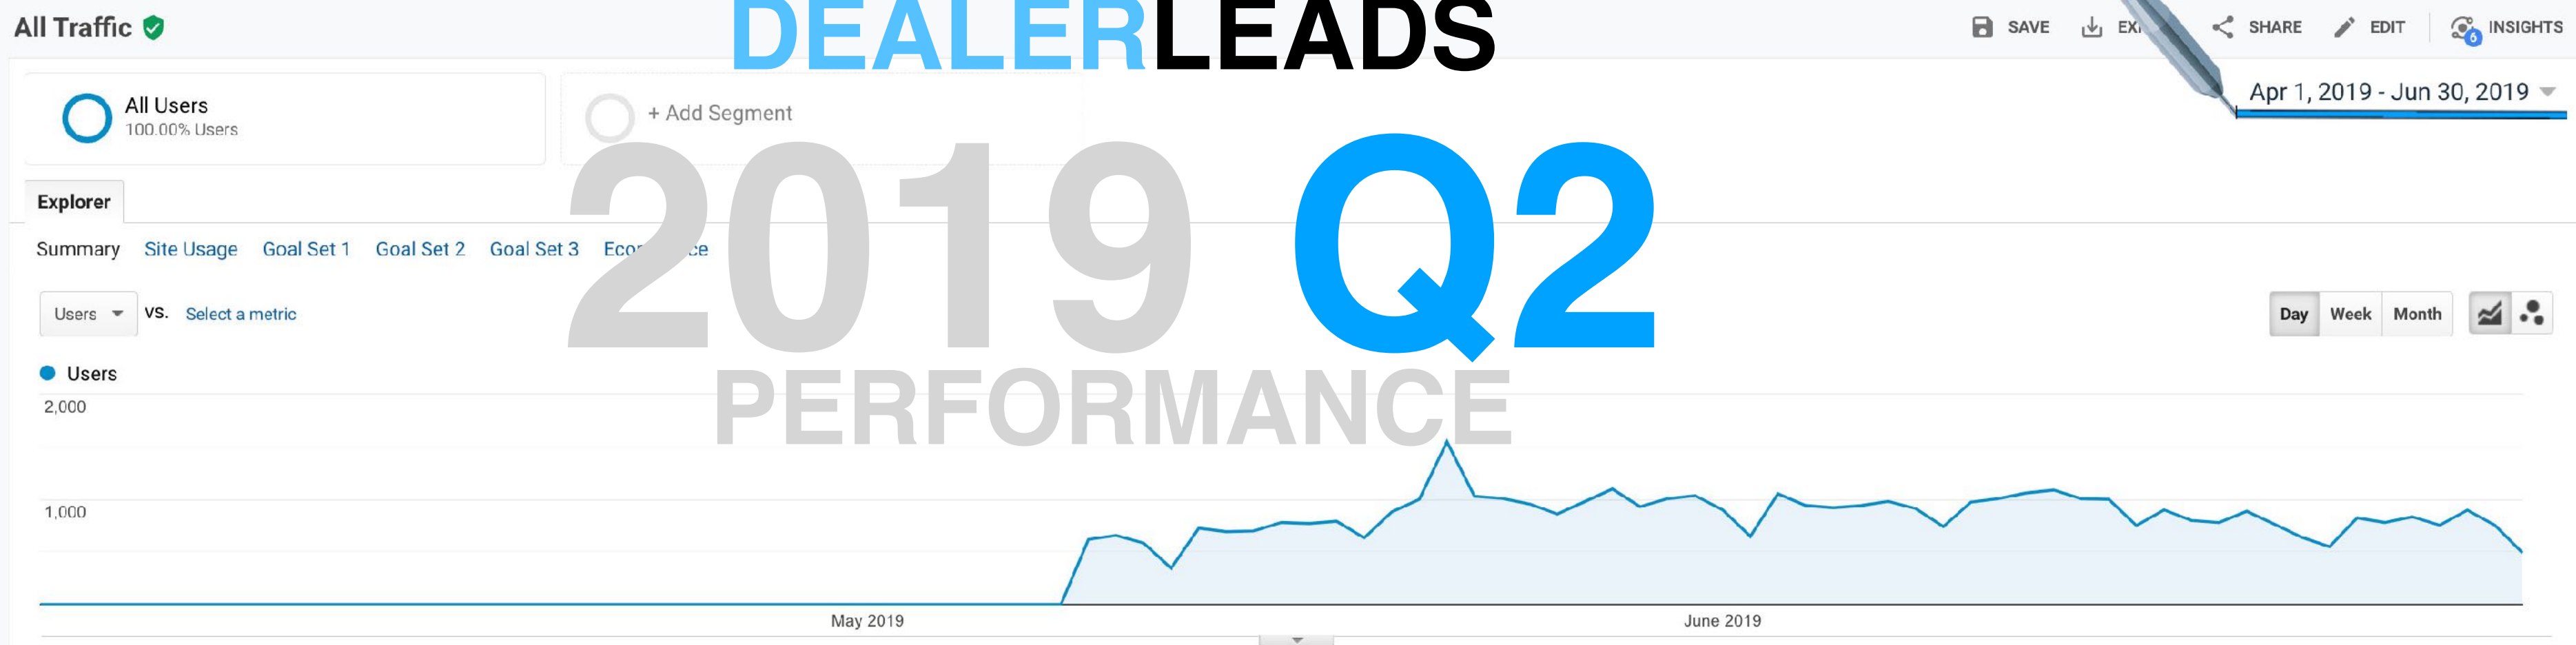 All Traffic
DEALERLEADS
SAVE
SHARE
EDIT
INSIGHTS
6
All Users
100.00% Users
+ Add Segment
Apr 1, 2019 - Jun 30, 2019
2019 Q2
Explorer
Summary Site Usage Goal Set 1 Goal Set 2 Goal Set 3
Users VS. Select a metric
Day Week Month
PERFORMANCE
Users
2,000
1,000
May 2019 June 2019